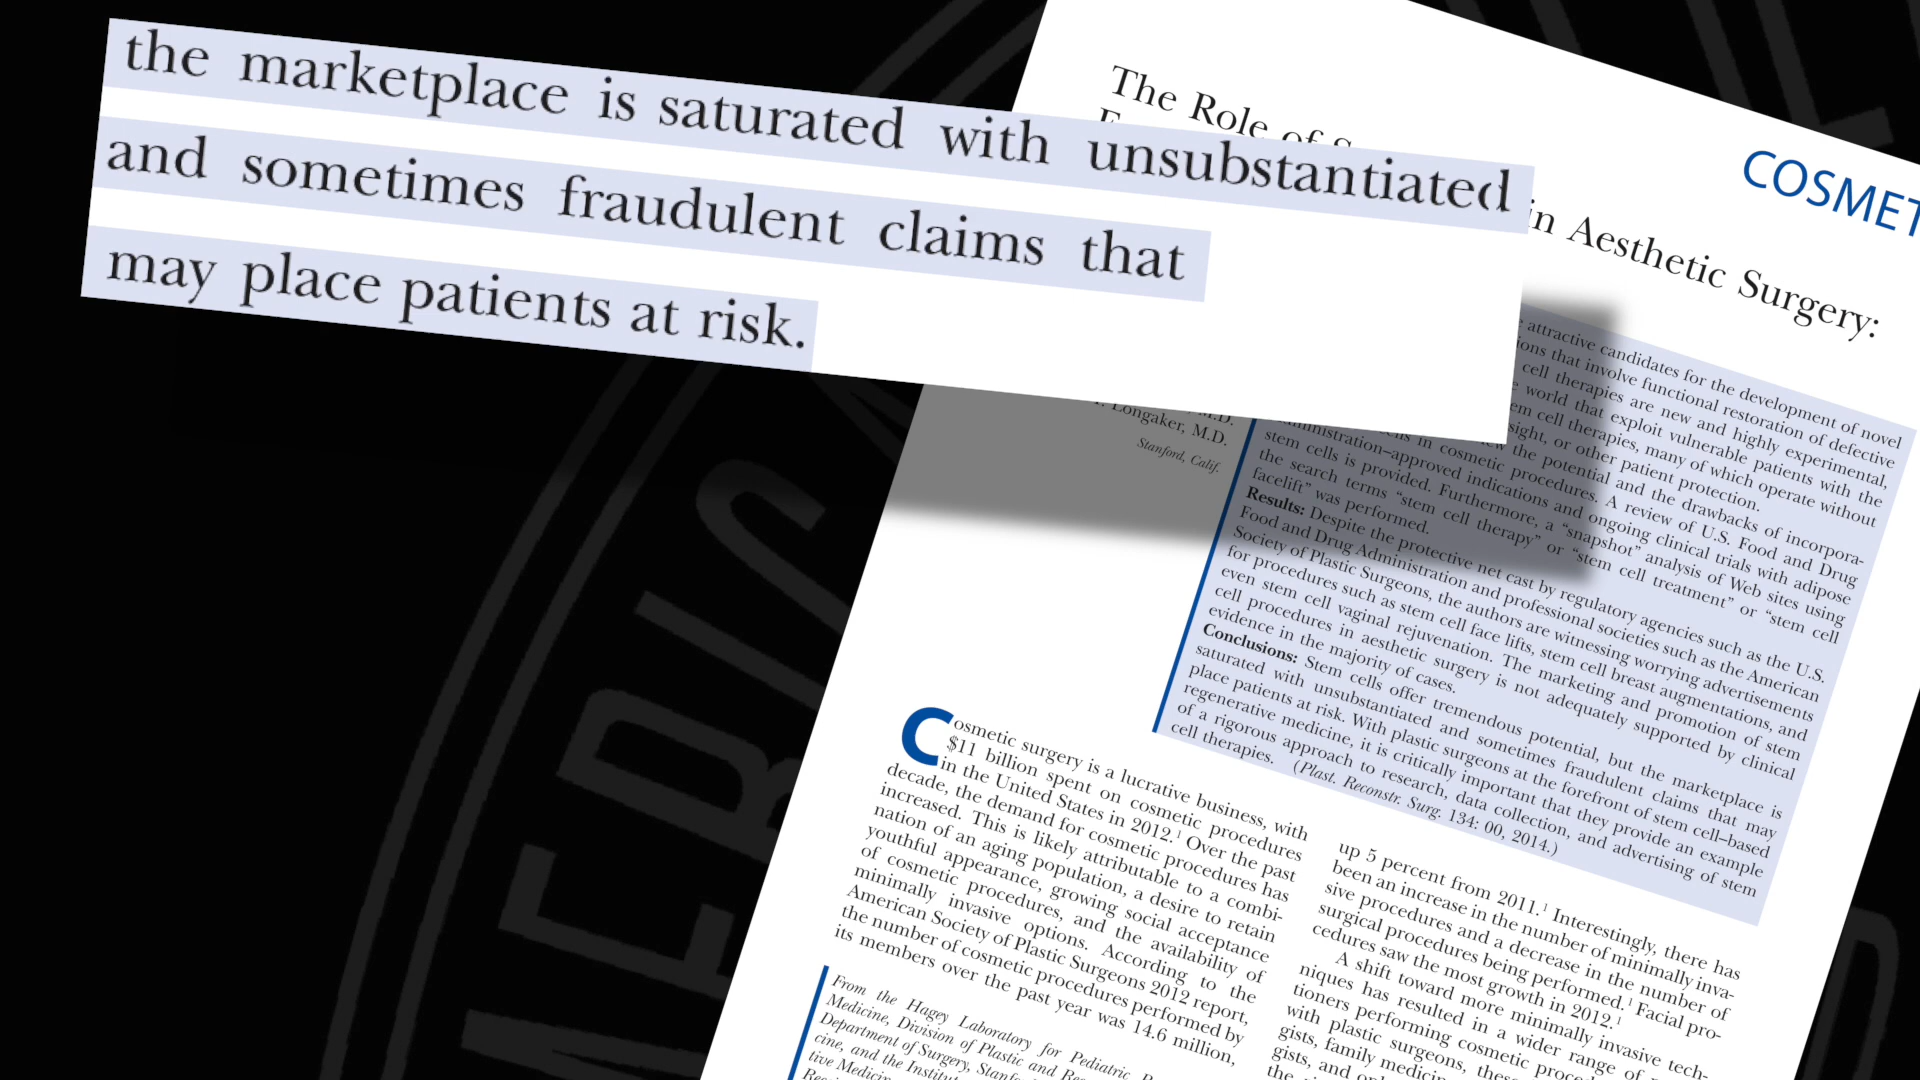 the marketplace is saturated with unsubstantiated
and sometimes fraudulent claims that
may place patients at risk.
The Role of
COSMET
in Aesthetic Surgery:
Longaker, M.D.
Stanford, Calif.
attractive candidates for the development of novel
that involve functional restoration of defective
cell therapies are new and highly experimental,
world that exploit vulnerable patients with the
cell therapies, many of which operate without
or other patient protection.
the potential and the drawbacks of incorpora-
in cosmetic procedures. A review of U.S. Food and Drug
Administration–approved indications and ongoing clinical trials with adipose
stem cells is provided. Furthermore, a “snapshot” analysis of Web sites using
the search terms “stem cell therapy” or “stem cell treatment” or “stem cell
facelift” was performed.
Results: Despite the protective net cast by regulatory agencies such as the U.S.
Food and Drug Administration and professional societies such as the American
Society of Plastic Surgeons, the authors are witnessing worrying advertisements
for procedures such as stem cell face lifts, stem cell breast augmentations, and
even stem cell vaginal rejuvenation. The marketing and promotion of stem
cell procedures in aesthetic surgery is not adequately supported by clinical
evidence in the majority of cases.
Conclusions: Stem cells offer tremendous potential, but the marketplace is
saturated with unsubstantiated and sometimes fraudulent claims that may
place patients at risk. With plastic surgeons at the forefront of stem cell–based
regenerative medicine, it is critically important that they provide an example
of a rigorous approach to research, data collection, and advertising of stem
cell therapies. (Plast. Reconstr. Surg. 134: 00, 2014.)
Cosmetic surgery is a lucrative business, with
$11 billion spent on cosmetic procedures
in the United States in 2012.¹ Over the past
decade, the demand for cosmetic procedures has
increased. This is likely attributable to a combi-
nation of an aging population, a desire to retain
youthful appearance, growing social acceptance
of cosmetic procedures, and the availability of
minimally invasive options. According to the
American Society of Plastic Surgeons 2012 report,
the number of cosmetic procedures performed by
its members over the past year was 14.6 million,
From the Hagey Laboratory for Pediatric
Medicine, Division of Plastic and
Department of Surgery,
cine, and the
up 5 percent from 2011.¹ Interestingly, there has
been an increase in the number of minimally inva-
sive procedures and a decrease in the number of
surgical procedures being performed.¹ Facial pro-
cedures saw the most growth in 2012.¹
A shift toward more minimally invasive tech-
niques has resulted in a wider range of
tioners performing cosmetic
with plastic surgeons,
gists, family
gists, and